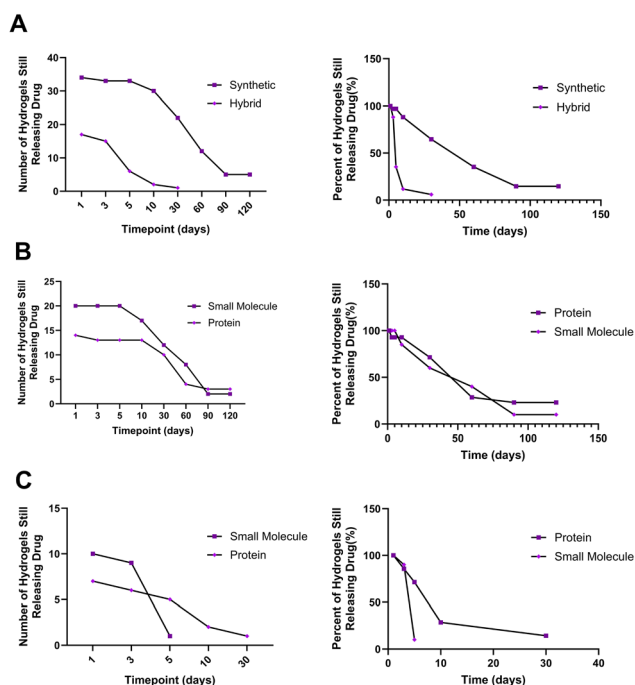 A
Number of Hydrogels Still
Releasing Drug
40
30
20
10
0
1
3
5
10
30
60
90
120
Timepoint (days)
Synthetic
Hybrid
Percent of Hydrogels Still
Releasing Drug(%)
150
100
50
0
0
50
100
150
Time (days)
Synthetic
Hybrid
B
Number of Hydrogels Still
Releasing Drug
25
20
15
10
5
0
1
3
5
10
30
60
90
120
Timepoint (days)
Small Molecule
Protein
Percent of Hydrogels Still
Releasing Drug(%)
150
100
50
0
0
50
100
150
Time (days)
Protein
Small Molecule
C
Number of Hydrogels Still
Releasing Drug
15
10
5
0
1
3
5
10
30
Timepoint (days)
Small Molecule
Protein
Percent of Hydrogels Still
Releasing Drug(%)
150
100
50
0
0
10
20
30
40
Time (days)
Protein
Small Molecule